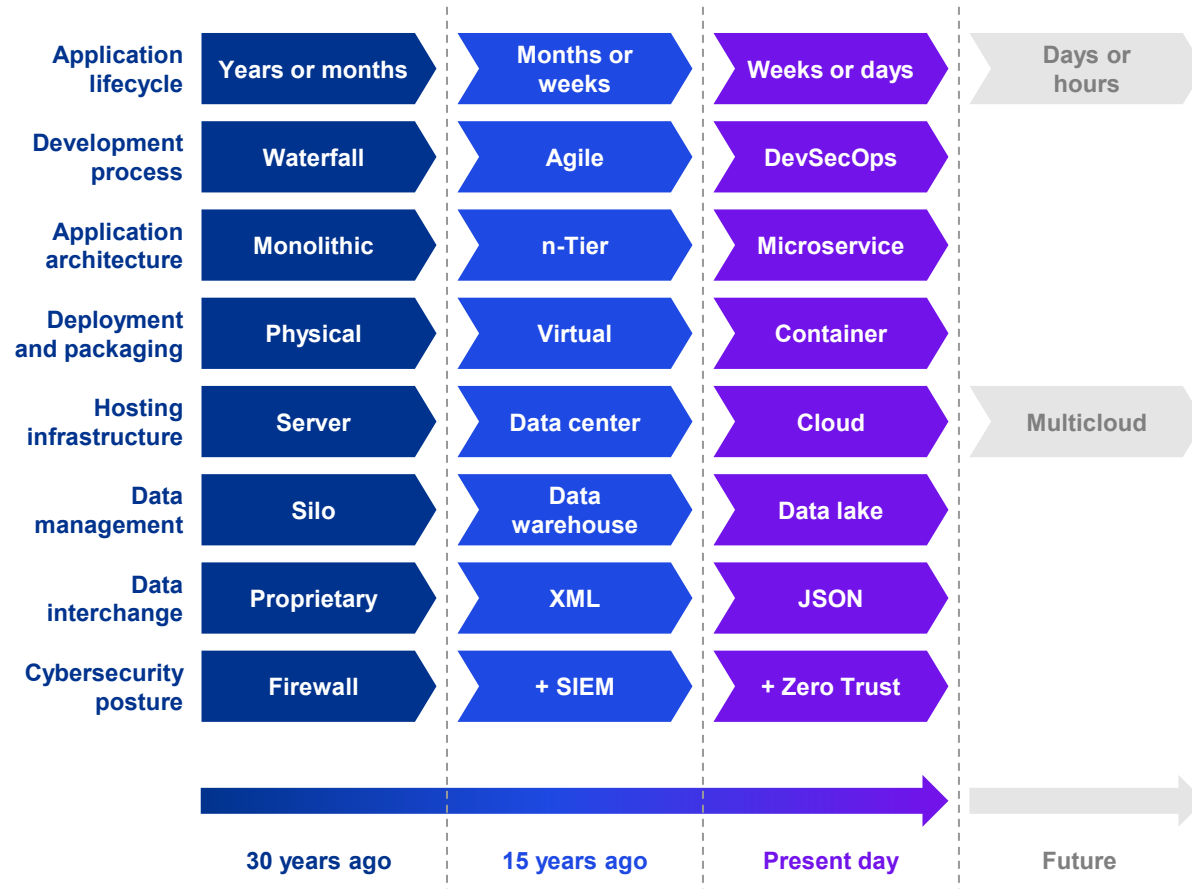 Application
lifecycle
Years or months
Months or
weeks
Weeks or days
Days or
hours
Development
process
Waterfall
Agile
DevSecOps
Application
architecture
Monolithic
n-Tier
Microservice
Deployment
and packaging
Physical
Virtual
Container
Hosting
infrastructure
Server
Data center
Cloud
Multicloud
Data
management
Silo
Data
warehouse
Data lake
Data
interchange
Proprietary
XML
JSON
Cybersecurity
posture
Firewall
+ SIEM
+ Zero Trust
30 years ago
15 years ago
Present day
Future